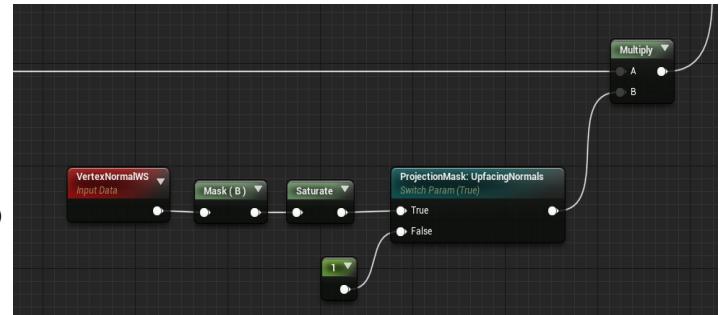 Multiply
A
B
VertexNormalWS
Input Data
Mask ( B )
Saturate
ProjectionMask: UpfacingNormals
Switch Param (True)
True
False
1